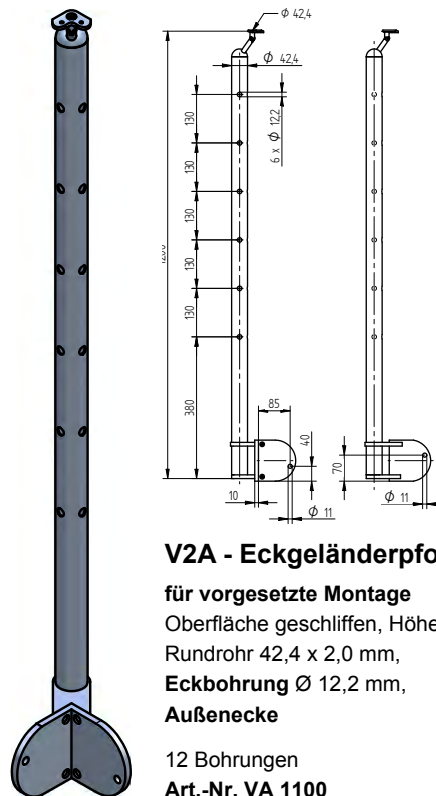 Ø 42,4
Ø 42,4
6 x Ø 12,2
130
130
130
130
130
380
85
40
10
Ø 11
70
Ø 11
V2A - Eckgeländerpfo
für vorgesetzte Montage
Oberfläche geschliffen, Höhe
Rundrohr 42,4 x 2,0 mm,
Eckbohrung Ø 12,2 mm,
Außenecke
12 Bohrungen
Art.-Nr. VA 1100